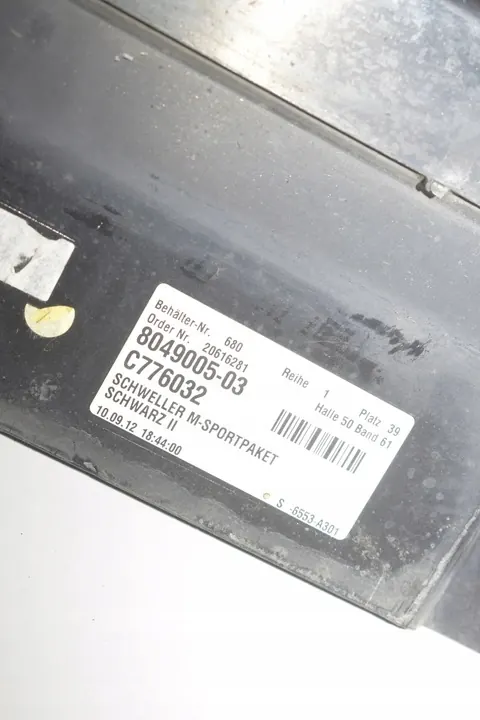 Behälter-Nr. 680
Order Nr. 20616281 Reihe 1 Platz 39
8049005-03 Halle 50 Band 61
C776032
SCHWELLER M-SPORTPAKET
SCHWARZ II
10.09.12 18:44:00
S -6553-A301